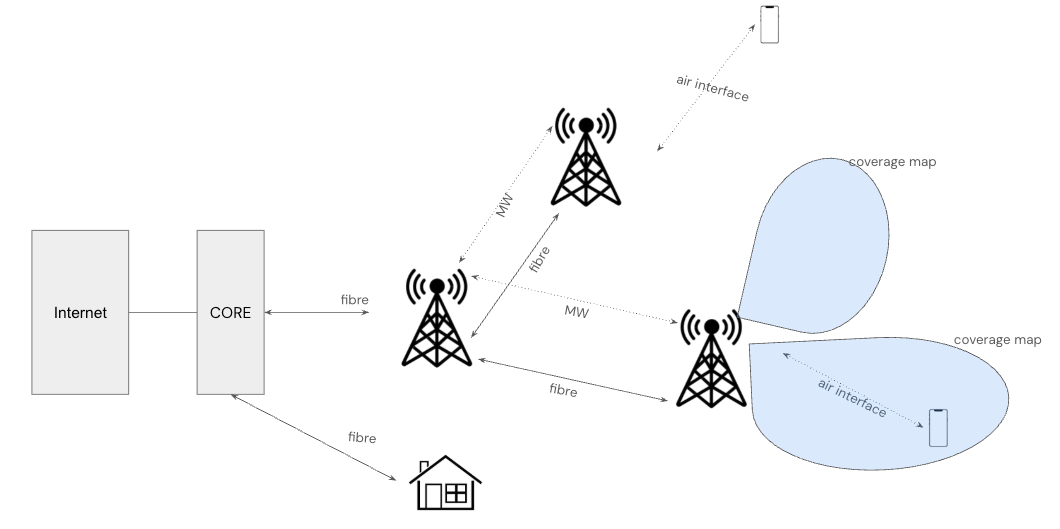 air interface
coverage map
MW
fibre
Internet
CORE
fibre
MW
coverage map
fibre
air interface
fibre